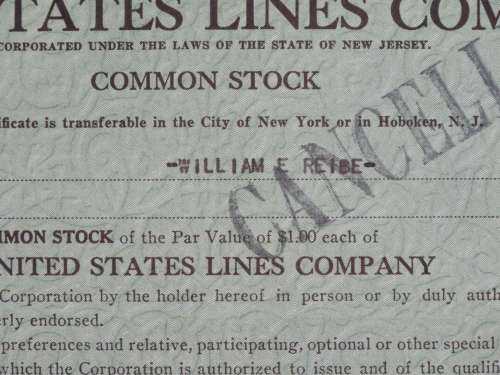 STATES LINES COM
CORPORATED UNDER THE LAWS OF THE STATE OF NEW JERSEY.
COMMON STOCK
ificate is transferable in the City of New York or in Hoboken, N. J.
-WILLIAM E REIBE-
CANCELL
MMON STOCK of the Par Value of $1.00 each of
NITED STATES LINES COMPANY
Corporation by the holder hereof in person or by duly auth
erly endorsed.
preferences and relative, participating, optional or other special
which the Corporation is authorized to issue and of the qualifi